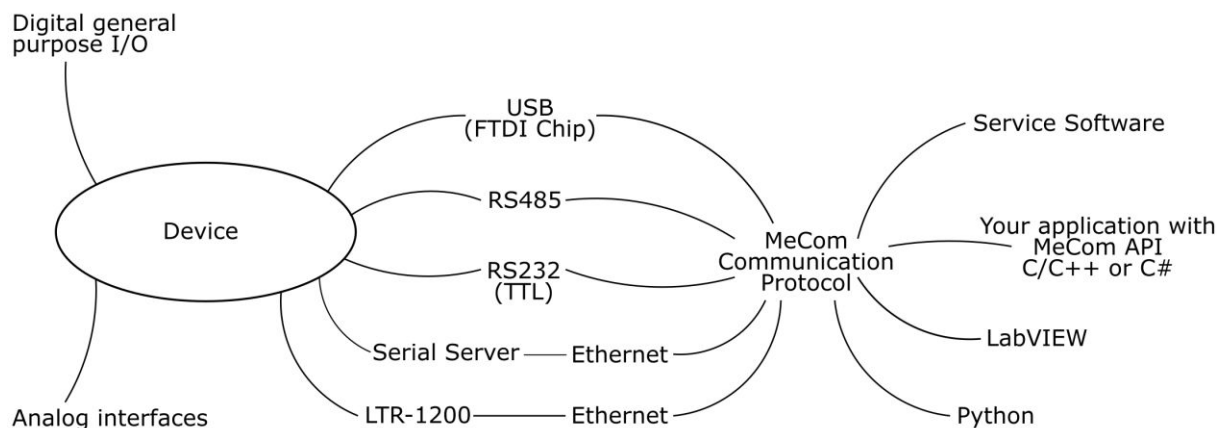 Digital general
purpose I/O
USB
(FTDI Chip)
Service Software
RS485
Device
Your application with
MeCom API
C/C++ or C#
MeCom
Communication
Protocol
RS232
(TTL)
LabVIEW
Serial Server
Ethernet
Analog interfaces
LTR-1200
Ethernet
Python